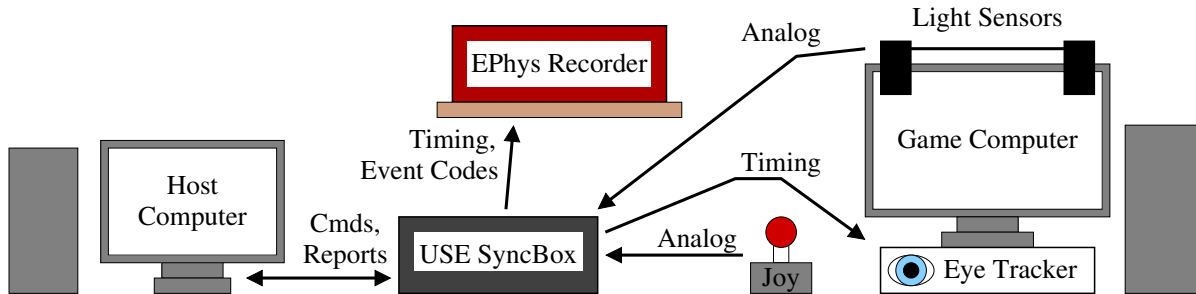 Light Sensors
Analog
EPhys Recorder
Timing,
Event Codes
Game Computer
Timing
Host
Computer
Cmds,
Reports
USE SyncBox
Analog
Joy
Eye Tracker